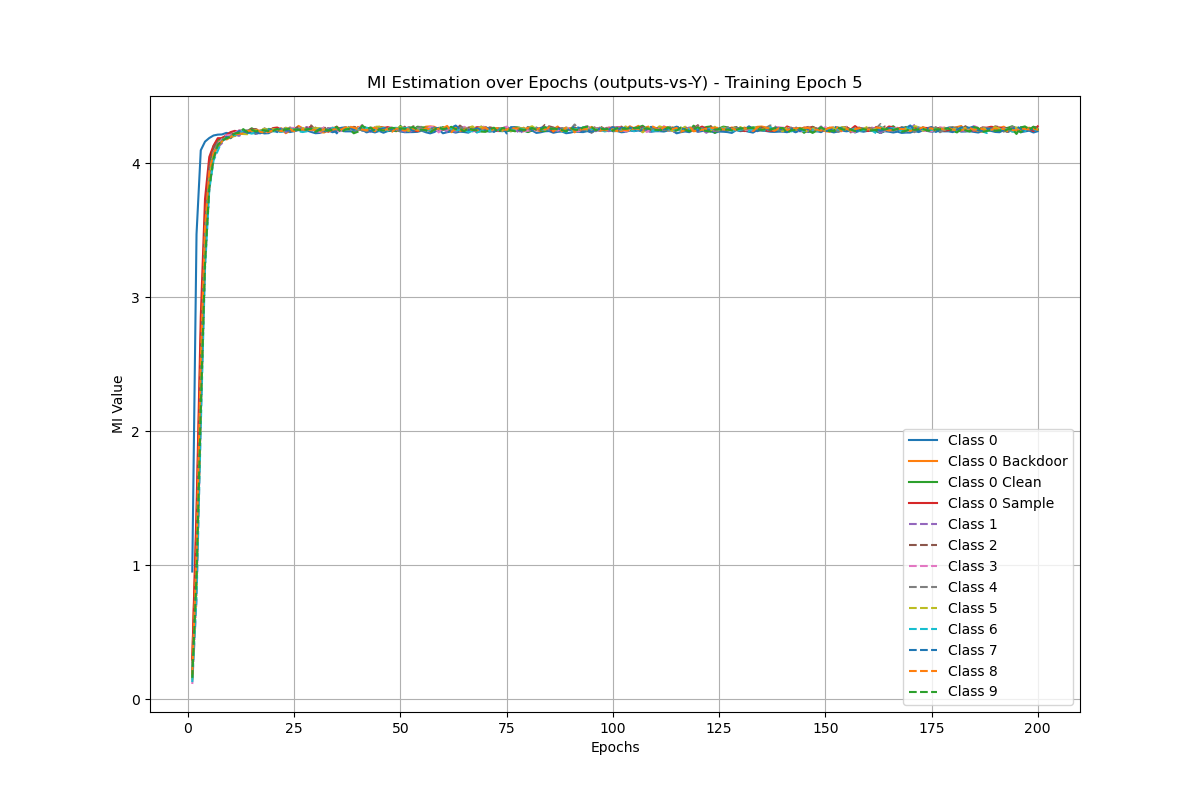 MI Estimation over Epochs (outputs-vs-Y) - Training Epoch 5
MI Value
4
3
2
1
0
Class 0
Class 0 Backdoor
Class 0 Clean
Class 0 Sample
Class 1
Class 2
Class 3
Class 4
Class 5
Class 6
Class 7
Class 8
Class 9
0 25 50 75 100 125 150 175 200
Epochs